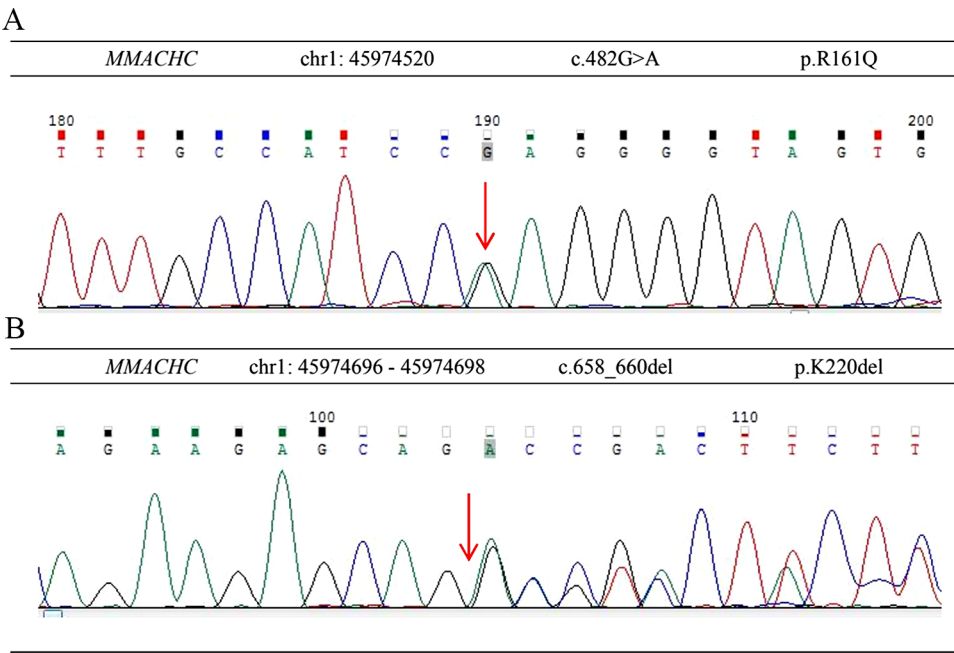 A
MMACHC chr1: 45974520 c.482G>A p.R161Q
180 190 200
T T T G C C A T C C G A G G G G T A G T G
B
MMACHC chr1: 45974696 - 45974698 c.658_660del p.K220del
100 110
A G A A G A G C A G A C C G A C T T C T T